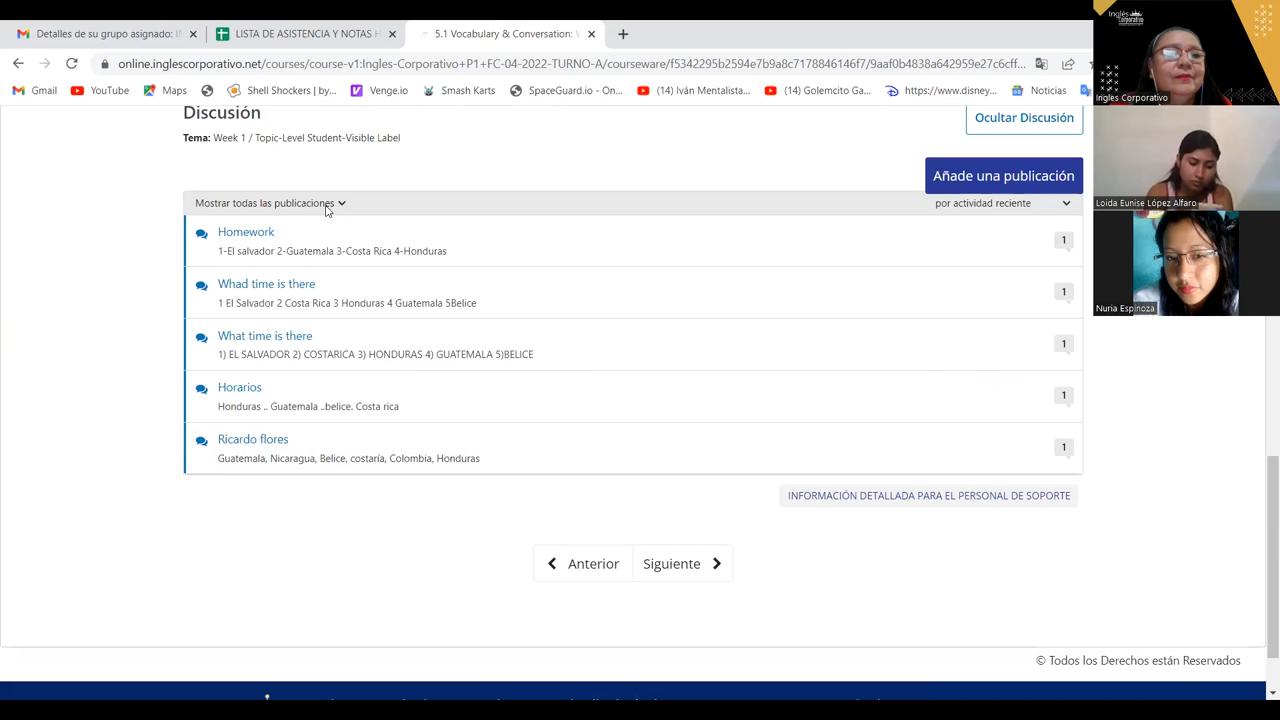 Detalles de su grupo asignado: IN
LISTA DE ASISTENCIA Y NOTAS H
5.1 Vocabulary & Conversation: W
online.inglescorporativo.net/courses/course-v1:Ingles-Corporativo+P1+FC-04-2022-TURNO-A/courseware/f5342295b2594e7b9a8c7178846146f7/9aaf0b4838a642959e27c6cff...
Gmail
YouTube
Maps
Shell Shockers | by...
Venge.io
Smash Karts
SpaceGuard.io - On...
(14) Iván Mentalista...
(14) Golemcito Ga...
https://www.disney...
Noticias
Discusión
Ocultar Discusión
Tema: Week 1 / Topic-Level Student-Visible Label
Añade una publicación
Mostrar todas las publicaciones
por actividad reciente
Homework
1-El salvador 2-Guatemala 3-Costa Rica 4-Honduras
1
Whad time is there
1 El Salvador 2 Costa Rica 3 Honduras 4 Guatemala 5Belice
1
What time is there
1) EL SALVADOR 2) COSTARICA 3) HONDURAS 4) GUATEMALA 5)BELICE
1
Horarios
Honduras .. Guatemala ..belice. Costa rica
1
Ricardo flores
Guatemala, Nicaragua, Belice, costaría, Colombia, Honduras
1
INFORMACIÓN DETALLADA PARA EL PERSONAL DE SOPORTE
Anterior
Siguiente
© Todos los Derechos están Reservados
Inglés
Corporativo
Ingles Corporativo
Loida Eunise López Alfaro
Nuria Espinoza